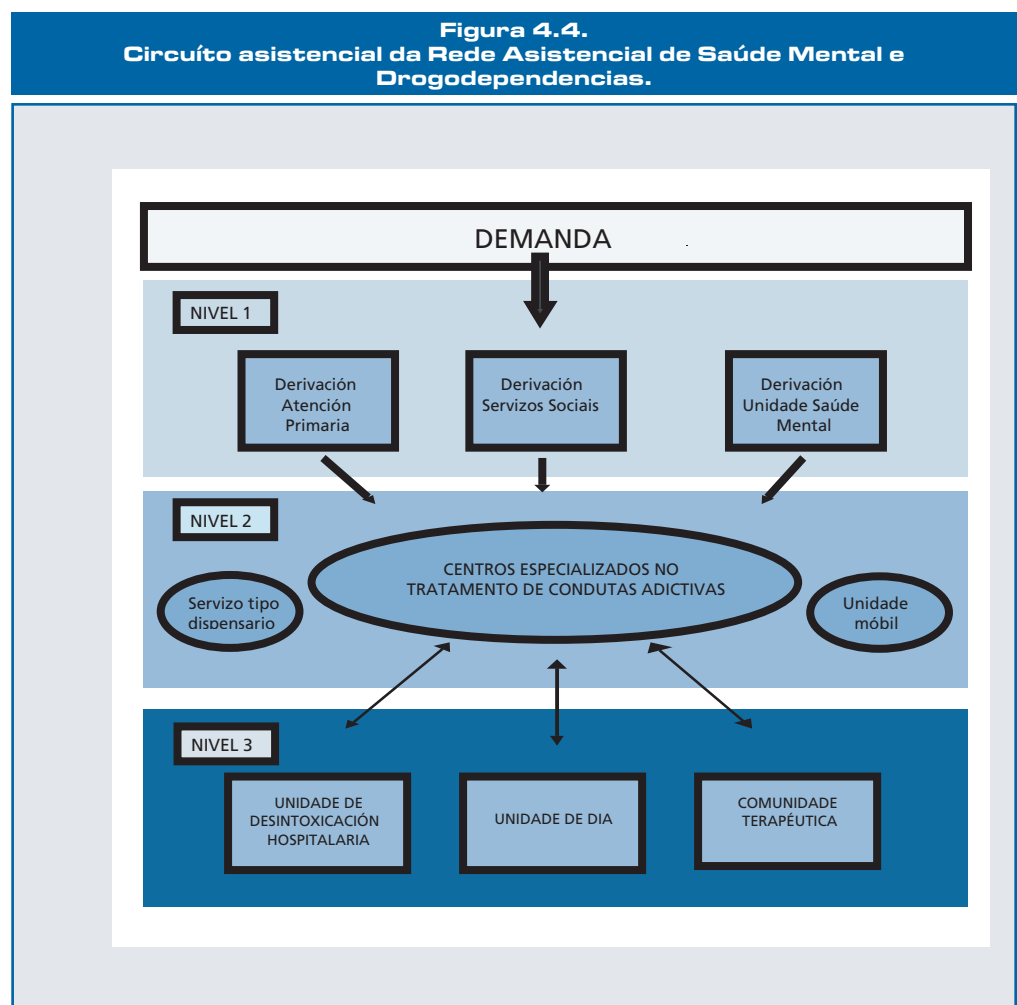 Figura 4.4.
Circuíto asistencial da Rede Asistencial de Saúde Mental e
Drogodependencias.
DEMANDA
NIVEL 1
Derivación
Atención
Primaria
Derivación
Servizos Sociais
Derivación
Unidade Saúde
Mental
NIVEL 2
CENTROS ESPECIALIZADOS NO
TRATAMENTO DE CONDUTAS ADICTIVAS
Servizo tipo
dispensario
Unidade
móbil
NIVEL 3
UNIDADE DE
DESINTOXICACIÓN
HOSPITALARIA
UNIDADE DE DIA
COMUNIDADE
TERAPÉUTICA